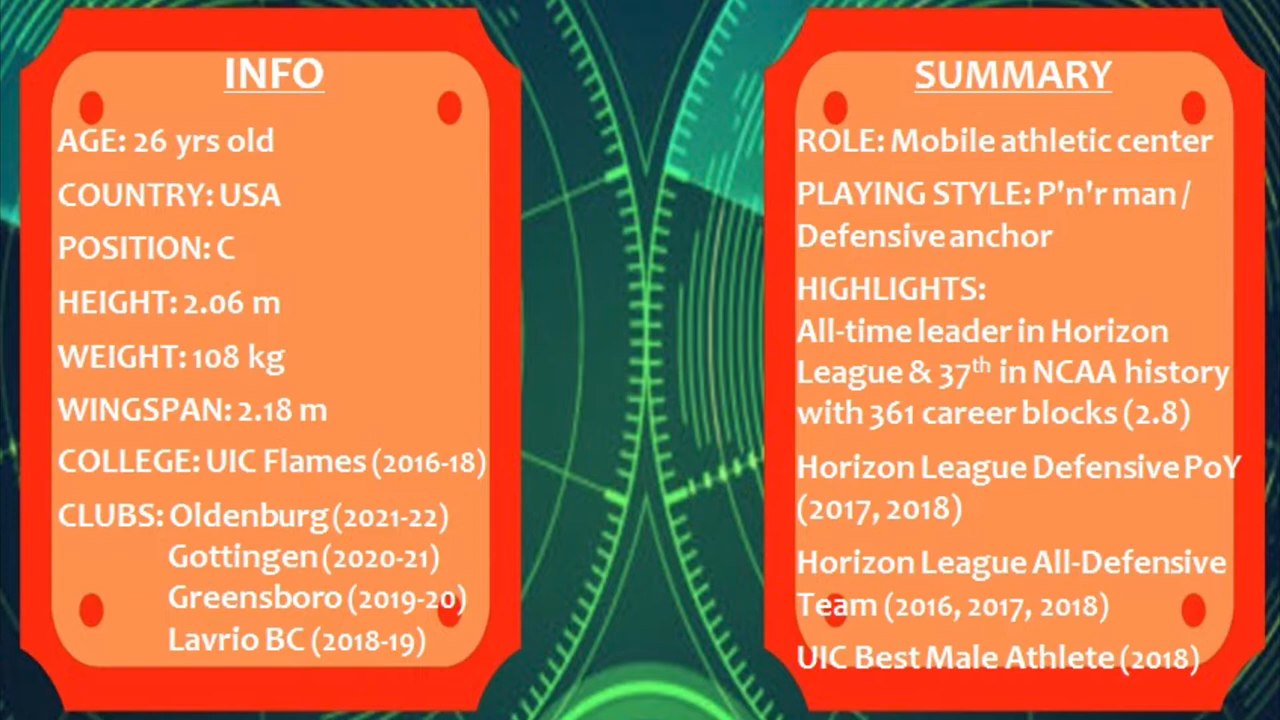 INFO
AGE: 26 yrs old
COUNTRY: USA
POSITION: C
HEIGHT: 2.06 m
WEIGHT: 108 kg
WINGSPAN: 2.18 m
COLLEGE: UIC Flames (2016-18)
CLUBS: Oldenburg (2021-22)
Gottingen (2020-21)
Greensboro (2019-20)
Lavrio BC (2018-19)
SUMMARY
ROLE: Mobile athletic center
PLAYING STYLE: P'n'r man /
Defensive anchor
HIGHLIGHTS:
All-time leader in Horizon
League & 37th in NCAA history
with 361 career blocks (2.8)
Horizon League Defensive PoY
(2017, 2018)
Horizon League All-Defensive
Team (2016, 2017, 2018)
UIC Best Male Athlete (2018)